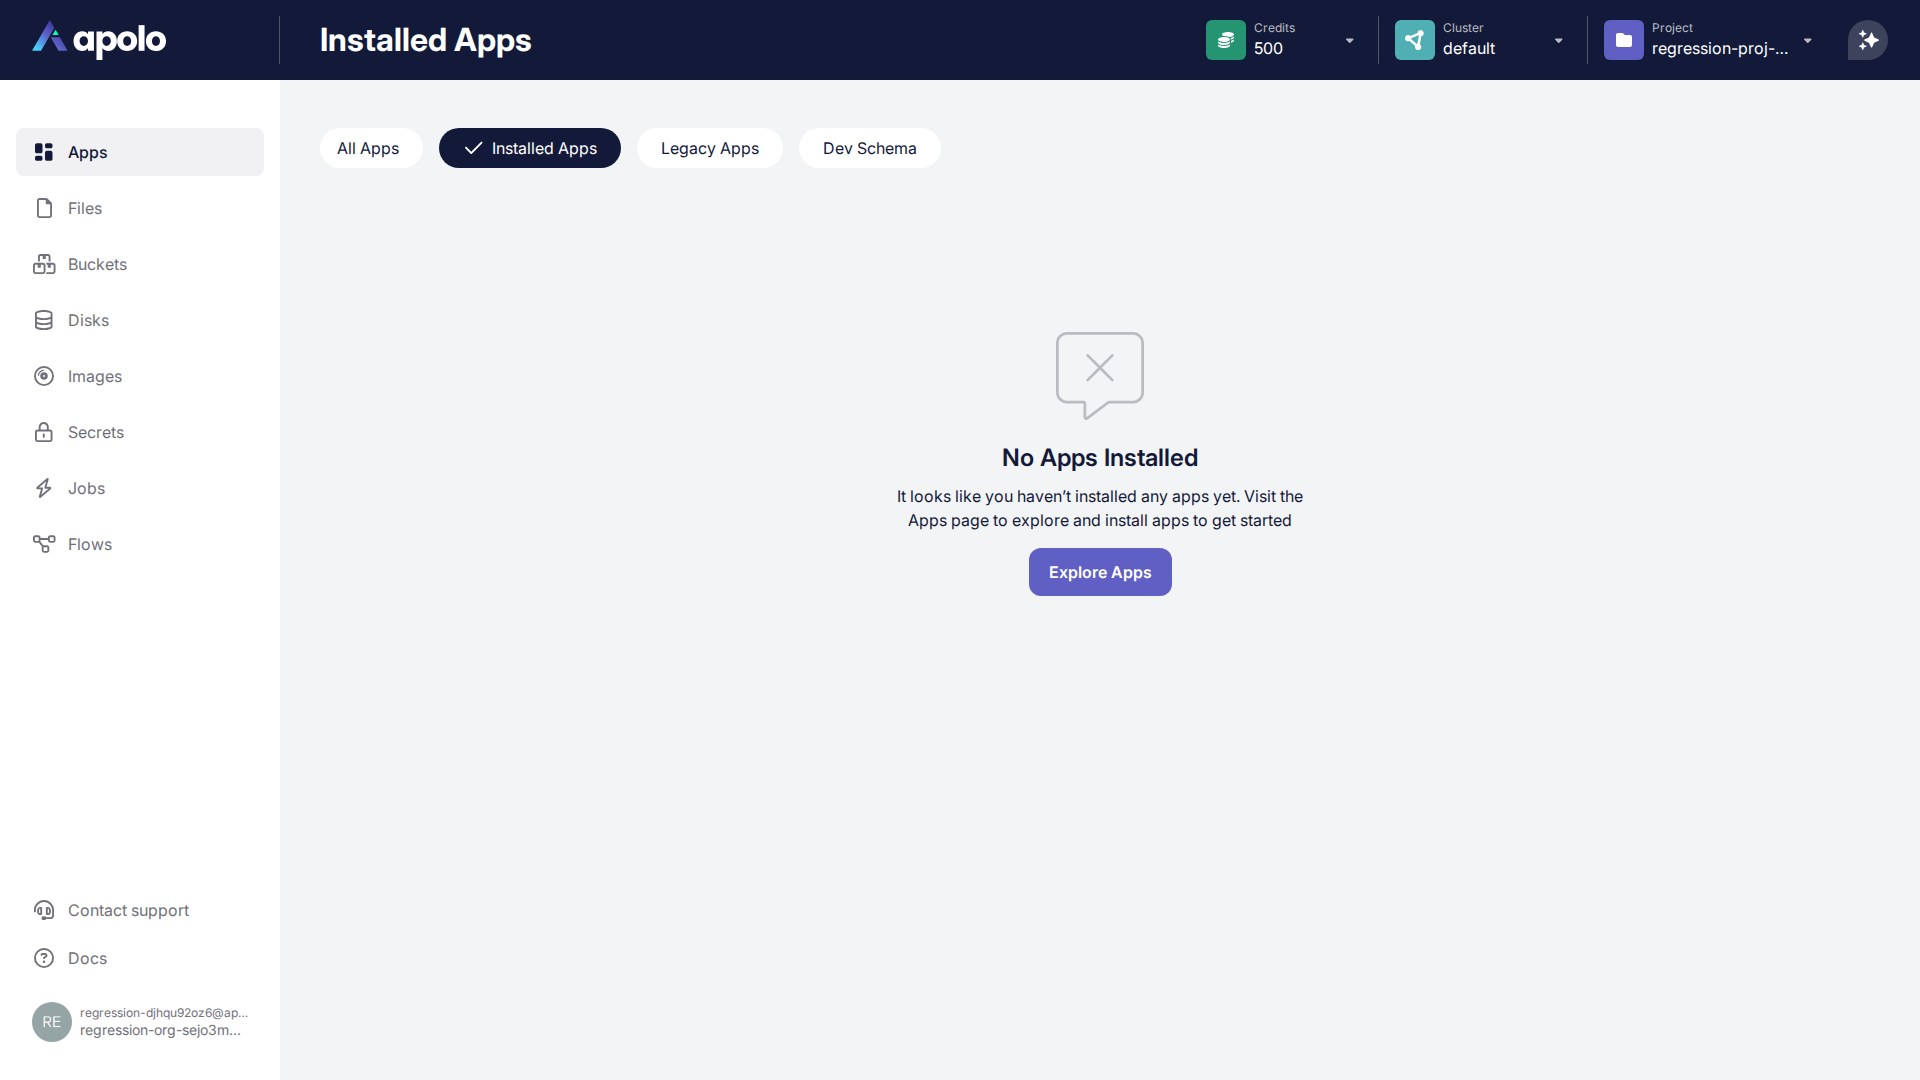 apolo
Installed Apps
Credits
500
Cluster
default
Project
regression-proj-...
Apps
Files
Buckets
Disks
Images
Secrets
Jobs
Flows
All Apps
Installed Apps
Legacy Apps
Dev Schema
No Apps Installed
It looks like you haven’t installed any apps yet. Visit the
Apps page to explore and install apps to get started
Explore Apps
Contact support
Docs
RE
regression-djhqu92oz6@ap...
regression-org-sejo3m...